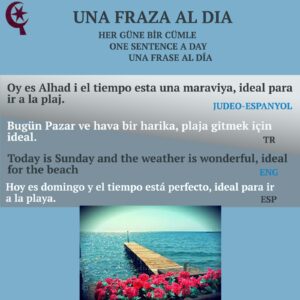 UNA FRAZA AL DIA
HER GÜNE BİR CÜMLE
ONE SENTENCE A DAY
UNA FRASE AL DÍA
Oy es Alhad i el tiempo esta una maraviya, ideal para
ir a la plaj.
JUDEO-ESPANYOL
Bugün Pazar ve hava bir harika, plaja gitmek için
ideal.
TR
Today is Sunday and the weather is wonderful, ideal
for the beach
ENG
Hoy es domingo y el tiempo está perfecto, ideal para ir
a la playa.
ESP